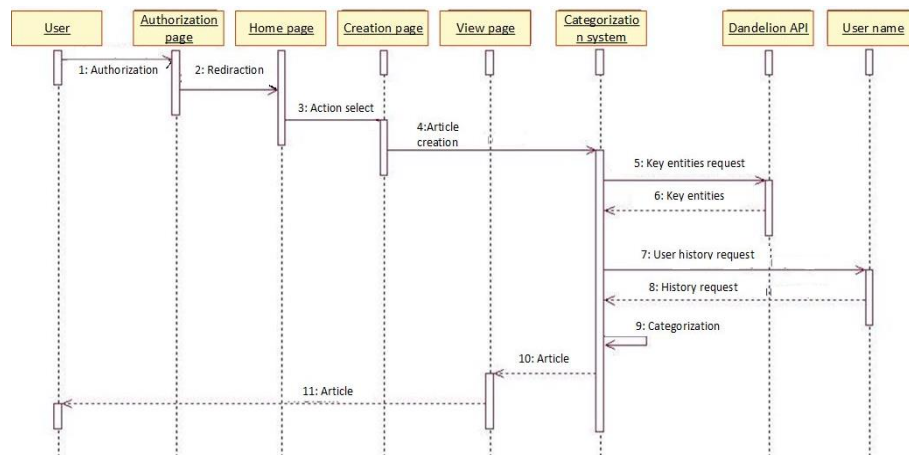 User
Authorization
page
Home page
Creation page
View page
Categorizatio
n system
Dandelion API
User name
1: Authorization
2: Rediraction
3: Action select
4:Article
creation
5: Key entities request
6: Key entities
7: User history request
8: History request
9: Categorization
10: Article
11: Article